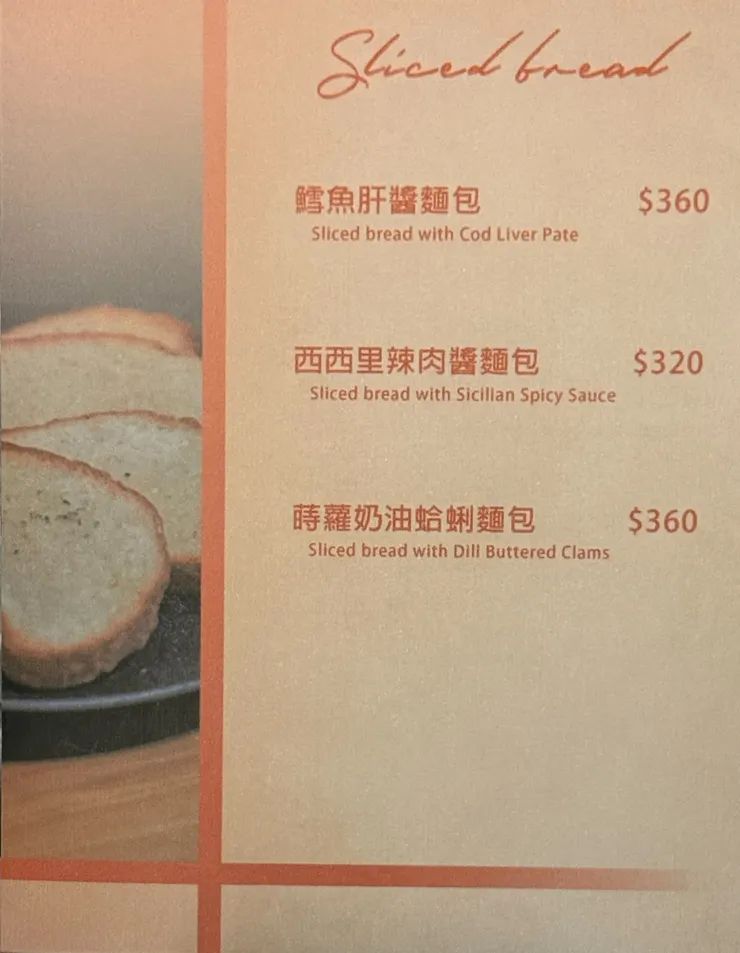 Sliced bread
鱈魚肝醬麵包 $360
Sliced bread with Cod Liver Pate
西西里辣肉醬麵包 $320
Sliced bread with Sicilian Spicy Sauce
蒔蘿奶油蛤蜊麵包 $360
Sliced bread with Dill Buttered Clams